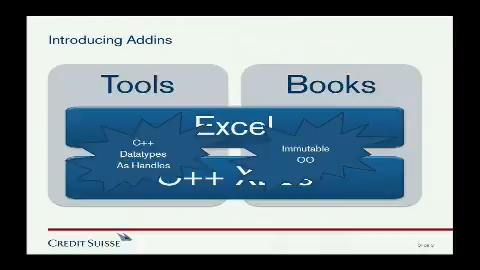 Introducing Addins
Tools
Books
Excel
C++
Datatypes
As Handles
Immutable
OO
C++
CREDIT SUISSE